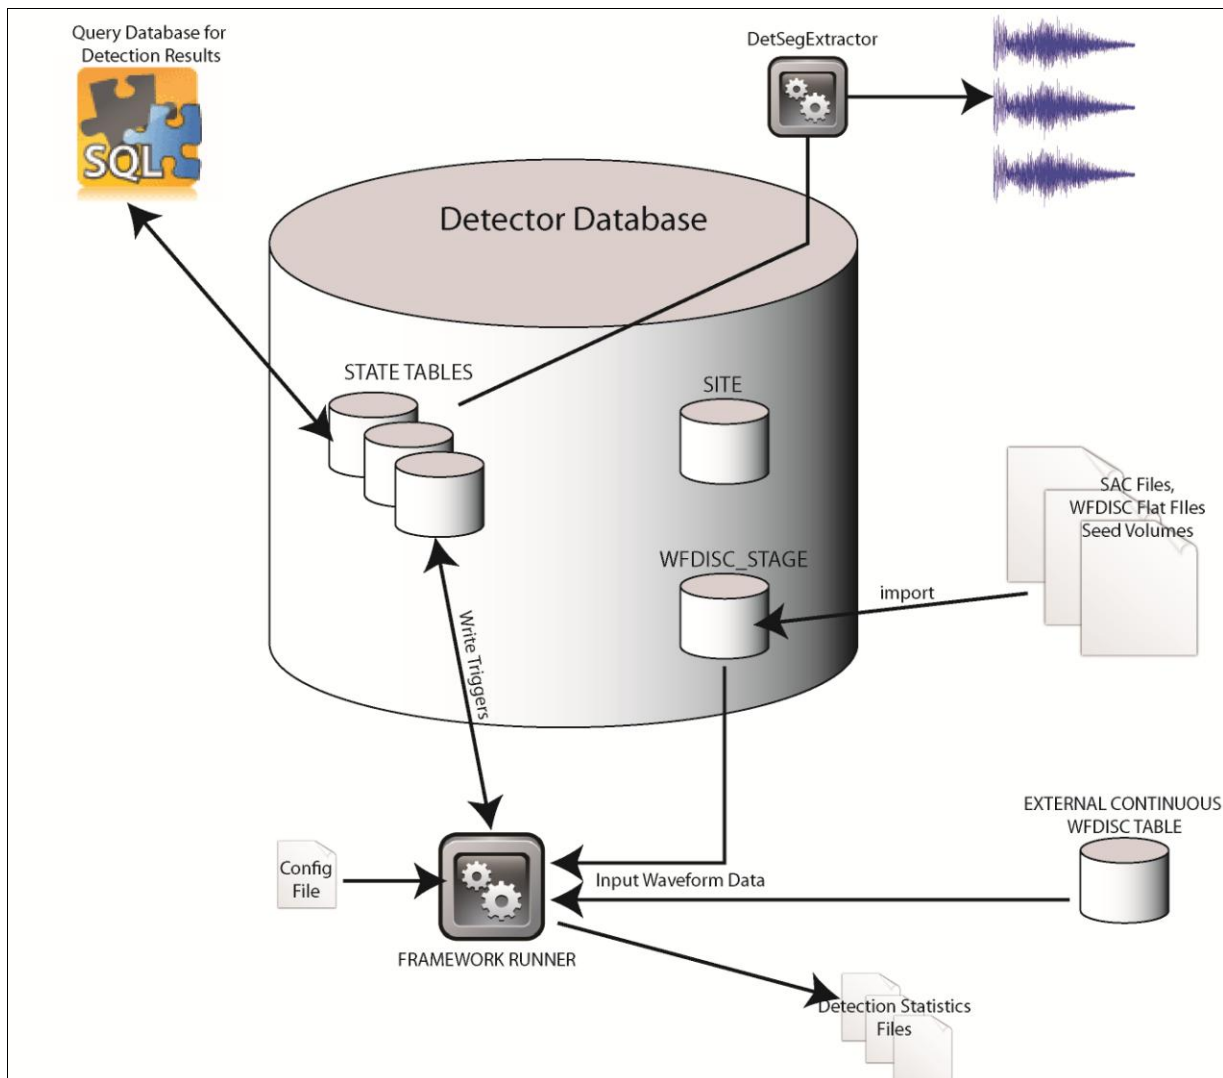 Query Database for
Detection Results
SQL
DetSegExtractor
Detector Database
STATE TABLES
SITE
SAC Files,
WFDISC Flat FIles
Seed Volumes
WFDISC_STAGE
import
Write Triggers
EXTERNAL CONTINUOUS
WFDISC TABLE
Config
File
Input Waveform Data
FRAMEWORK RUNNER
Detection Statistics
Files